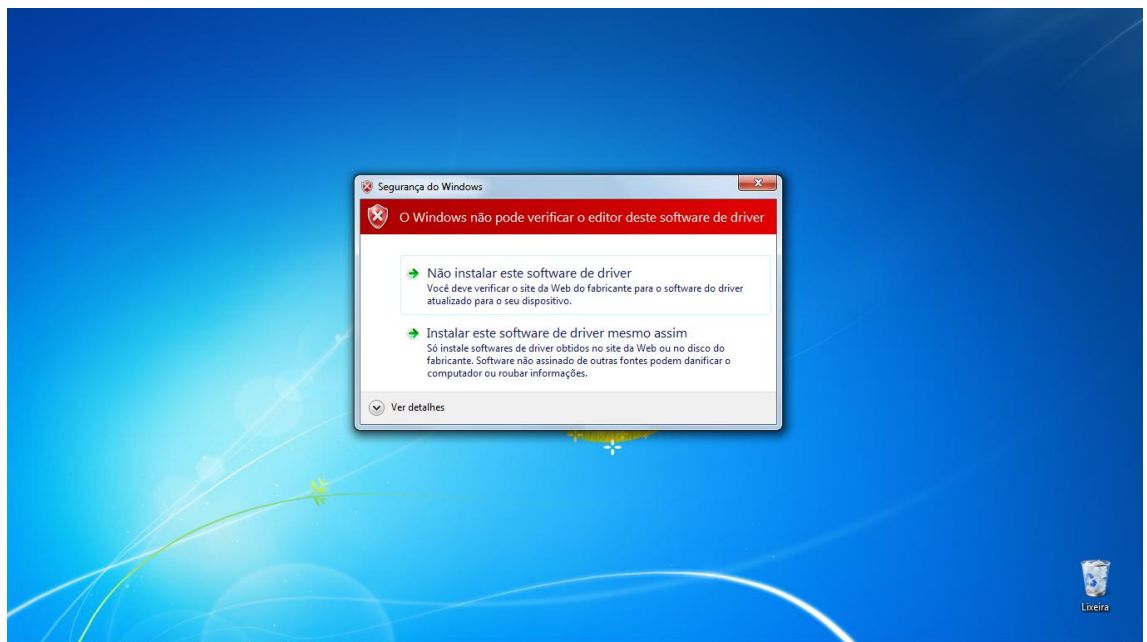 Segurança do Windows
O Windows não pode verificar o editor deste software de driver
Não instalar este software de driver
Você deve verificar o site da Web do fabricante para o software do driver
atualizado para o seu dispositivo.
Instalar este software de driver mesmo assim
Só instale softwares de driver obtidos no site da Web ou no disco do
fabricante. Software não assinado de outras fontes podem danificar o
computador ou roubar informações.
Ver detalhes
Lixeira